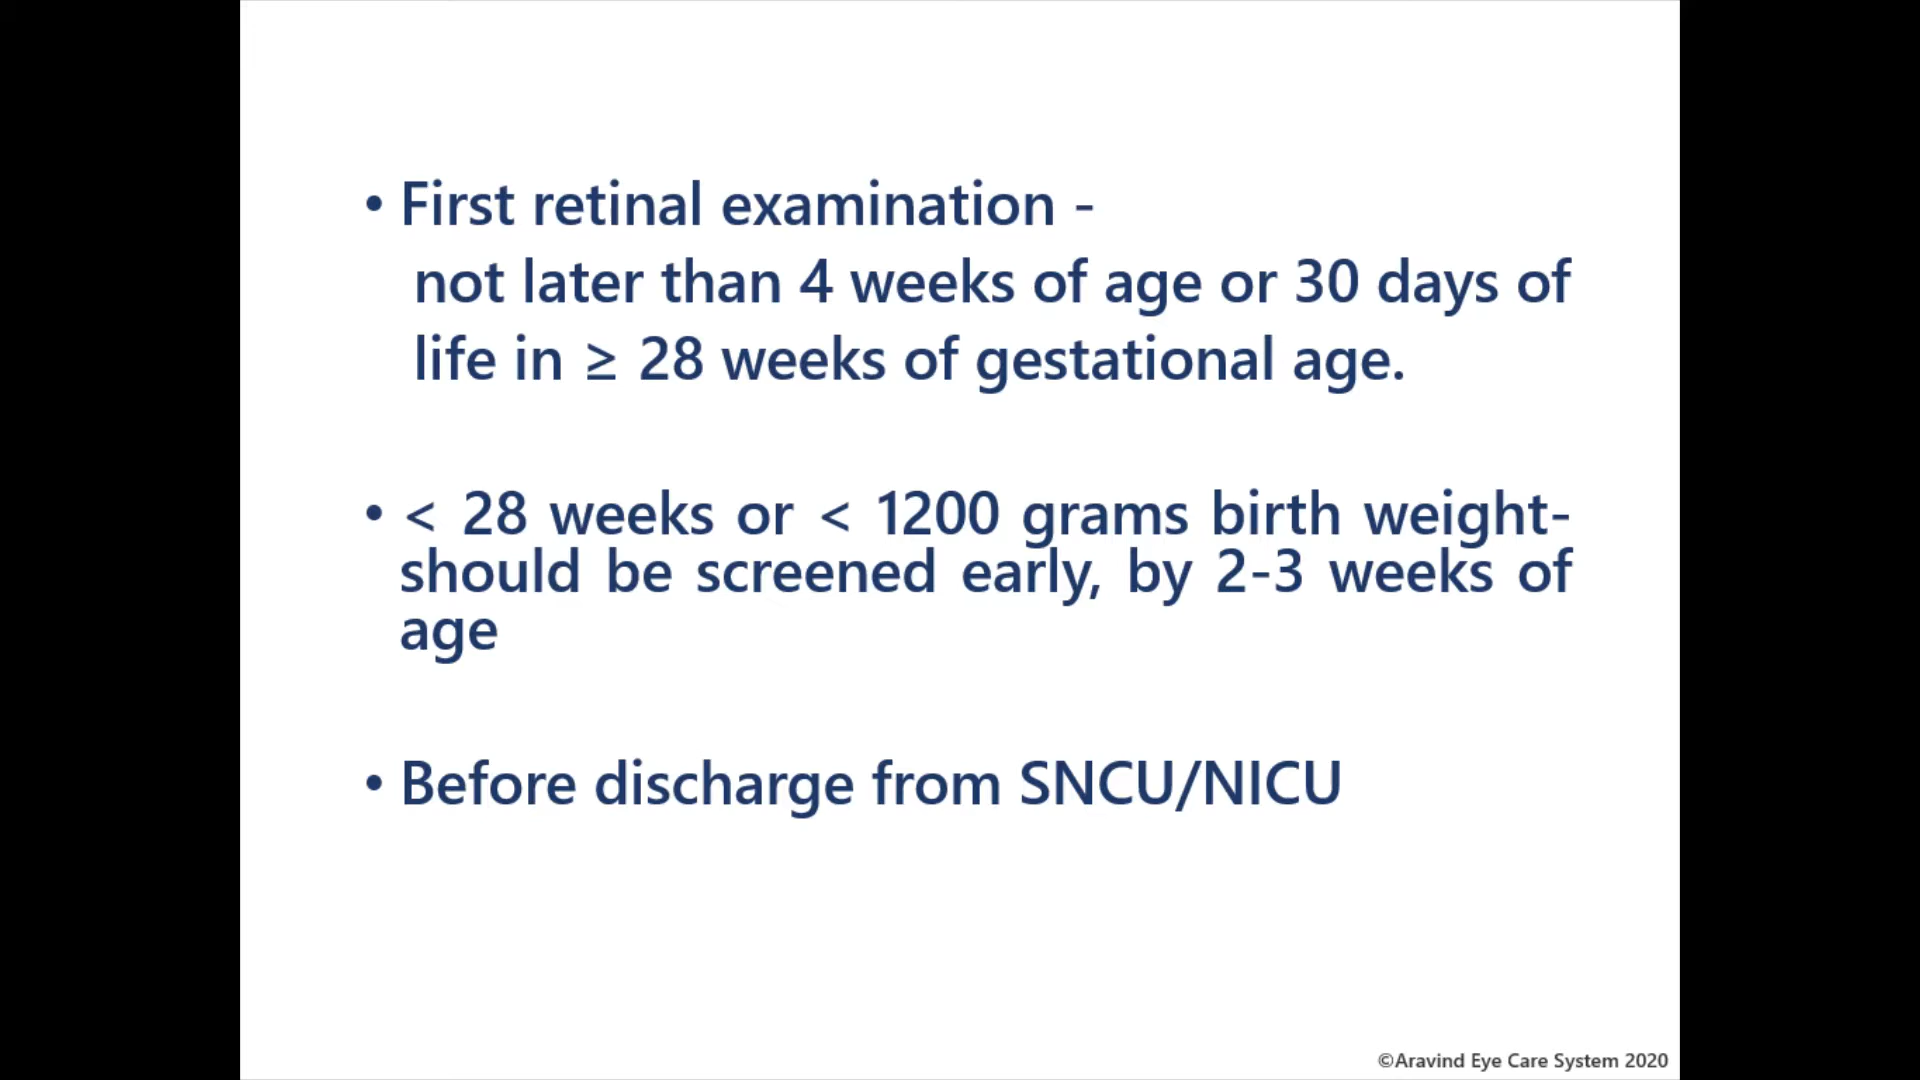 • First retinal examination -
not later than 4 weeks of age or 30 days of
life in ≥ 28 weeks of gestational age.
• < 28 weeks or < 1200 grams birth weight-
should be screened early, by 2-3 weeks of
age
• Before discharge from SNCU/NICU
©Aravind Eye Care System 2020